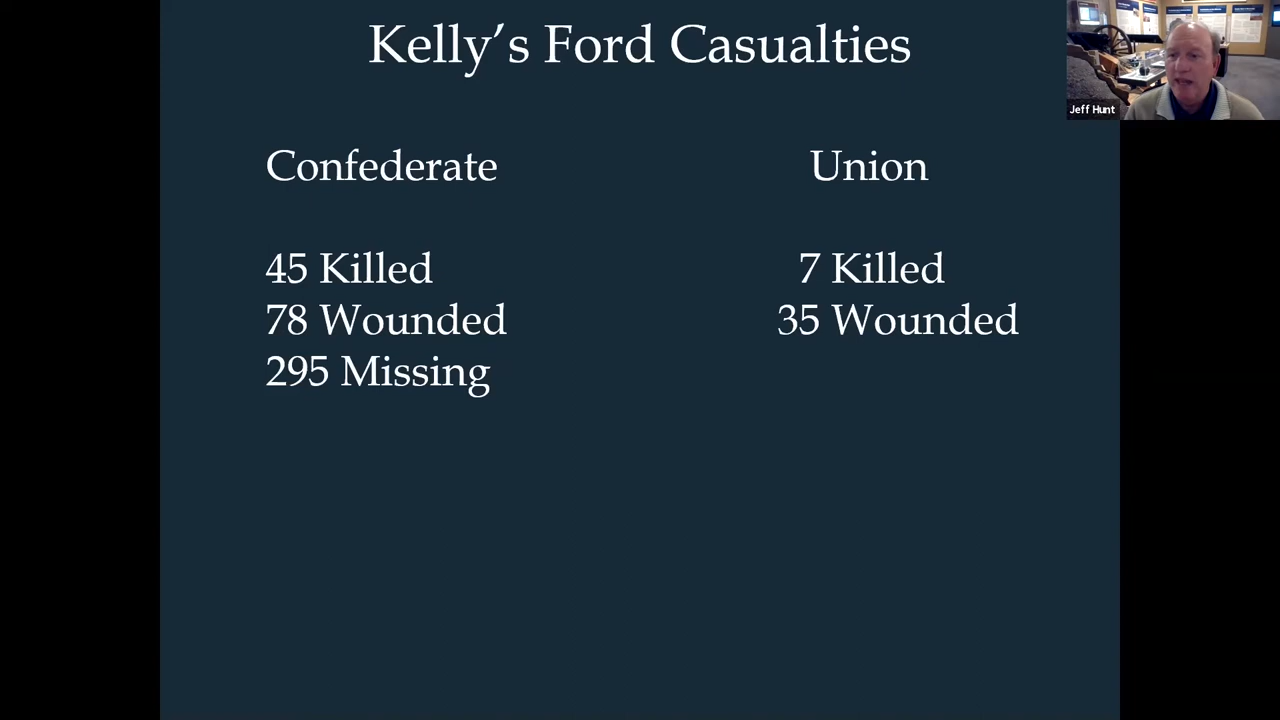 Kelly’s Ford Casualties
Jeff Hunt
Confederate
45 Killed
78 Wounded
295 Missing
Union
7 Killed
35 Wounded